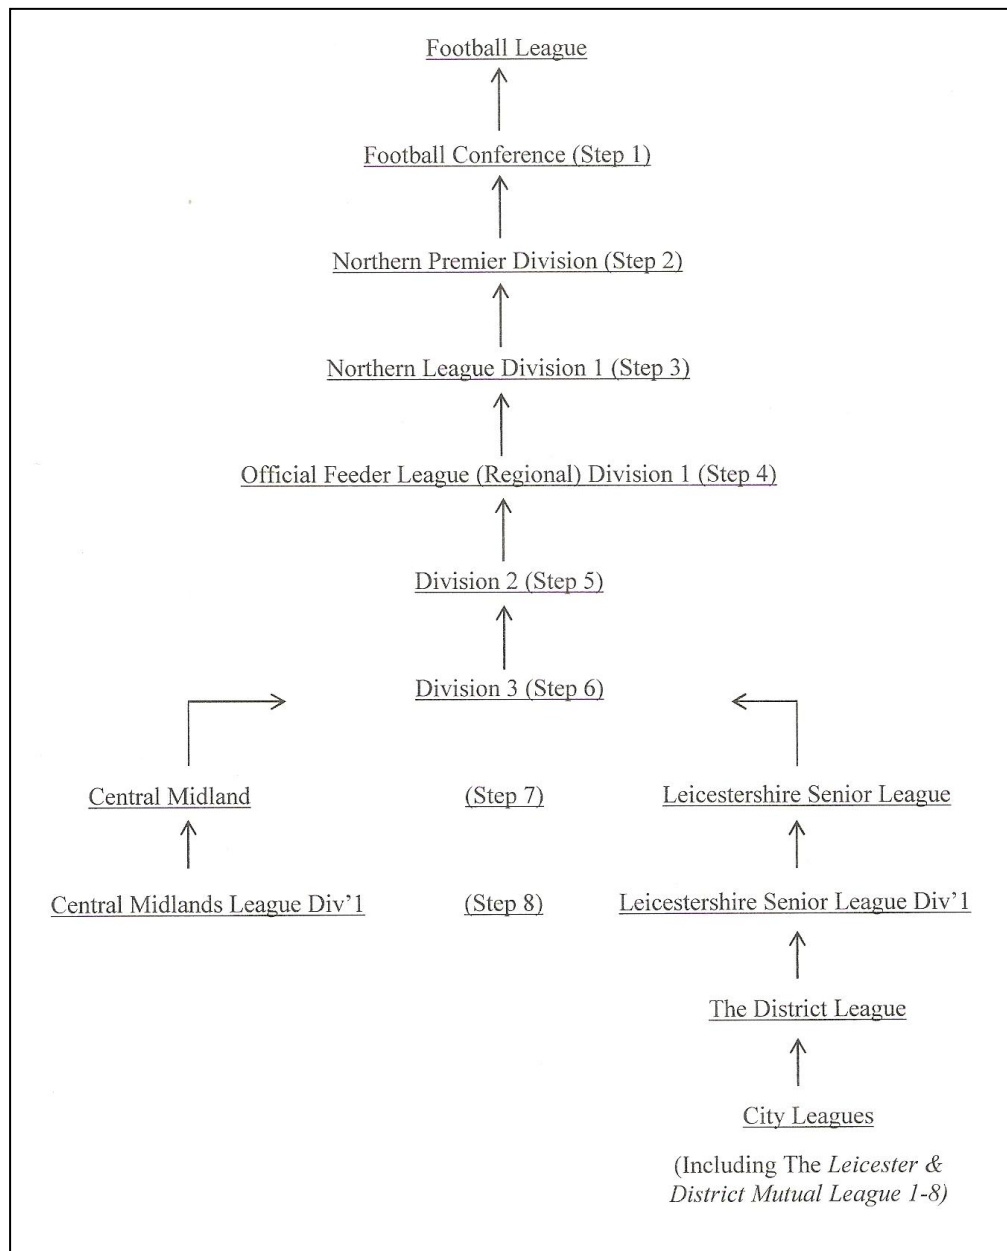 Football League
Football Conference (Step 1)
Northern Premier Division (Step 2)
Northern League Division 1 (Step 3)
Official Feeder League (Regional) Division 1 (Step 4)
Division 2 (Step 5)
Division 3 (Step 6)
Central Midland (Step 7) Leicestershire Senior League
Central Midlands League Div'1 (Step 8) Leicestershire Senior League Div'1
The District League
City Leagues
(Including The Leicester &
District Mutual League 1-8)